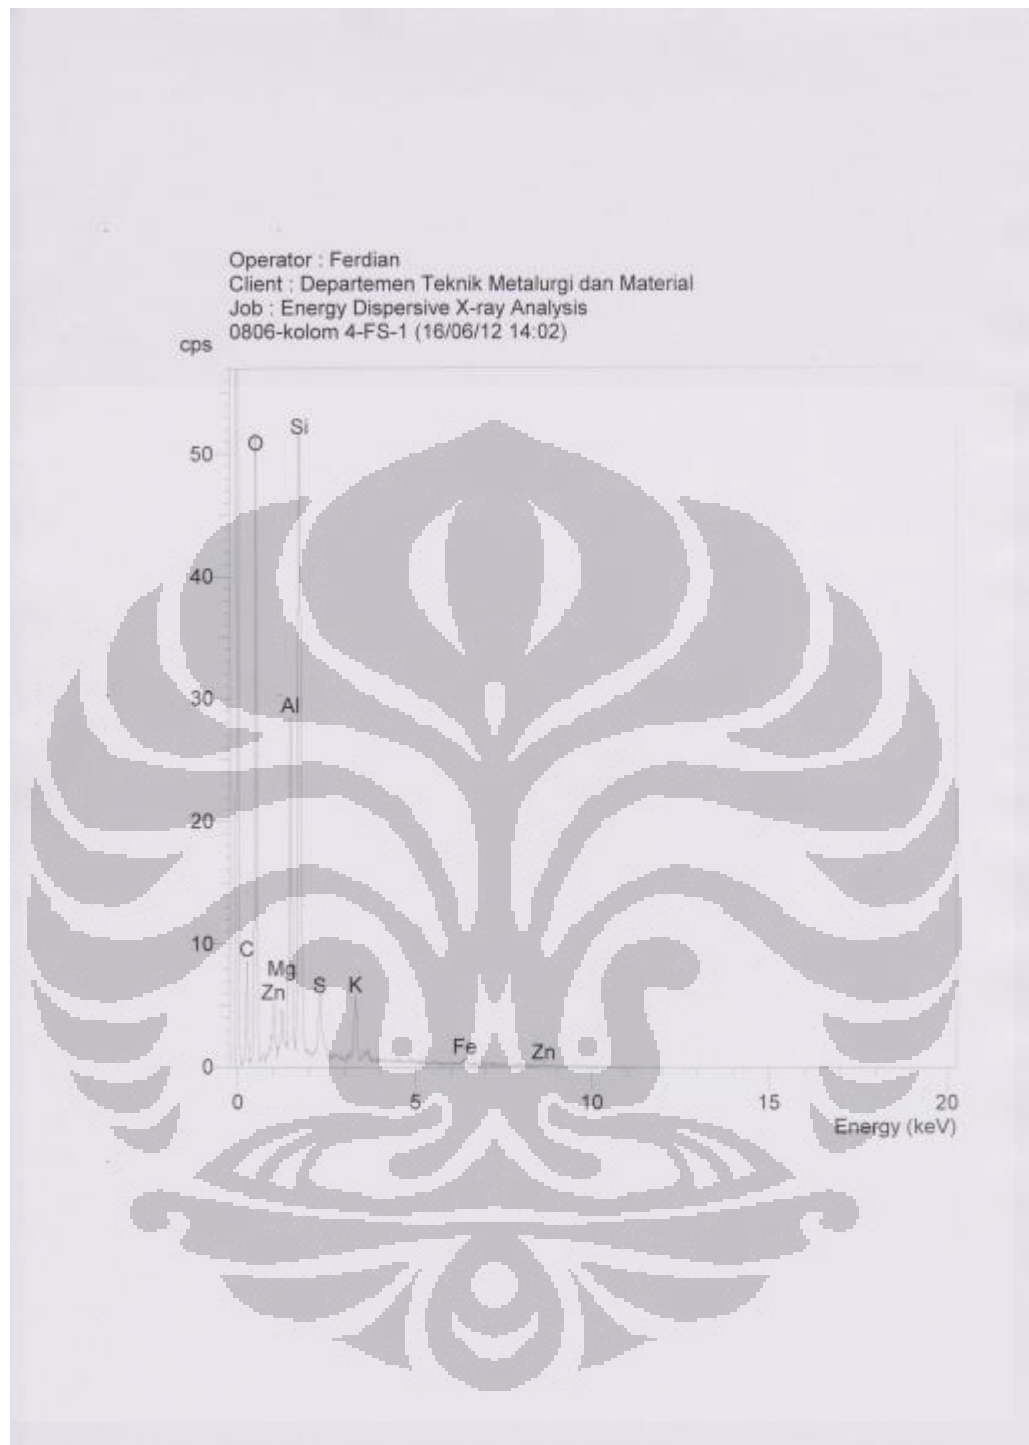 Operator : Ferdian
Client : Departemen Teknik Metalurgi dan Material
Job : Energy Dispersive X-ray Analysis
0806-kolom 4-FS-1 (16/06/12 14:02)
cps
Si
O
50
40
30
Al
20
10
C
Mg
Zn
S
K
Fe
Zn
0
0
5
10
15
20
Energy (keV)